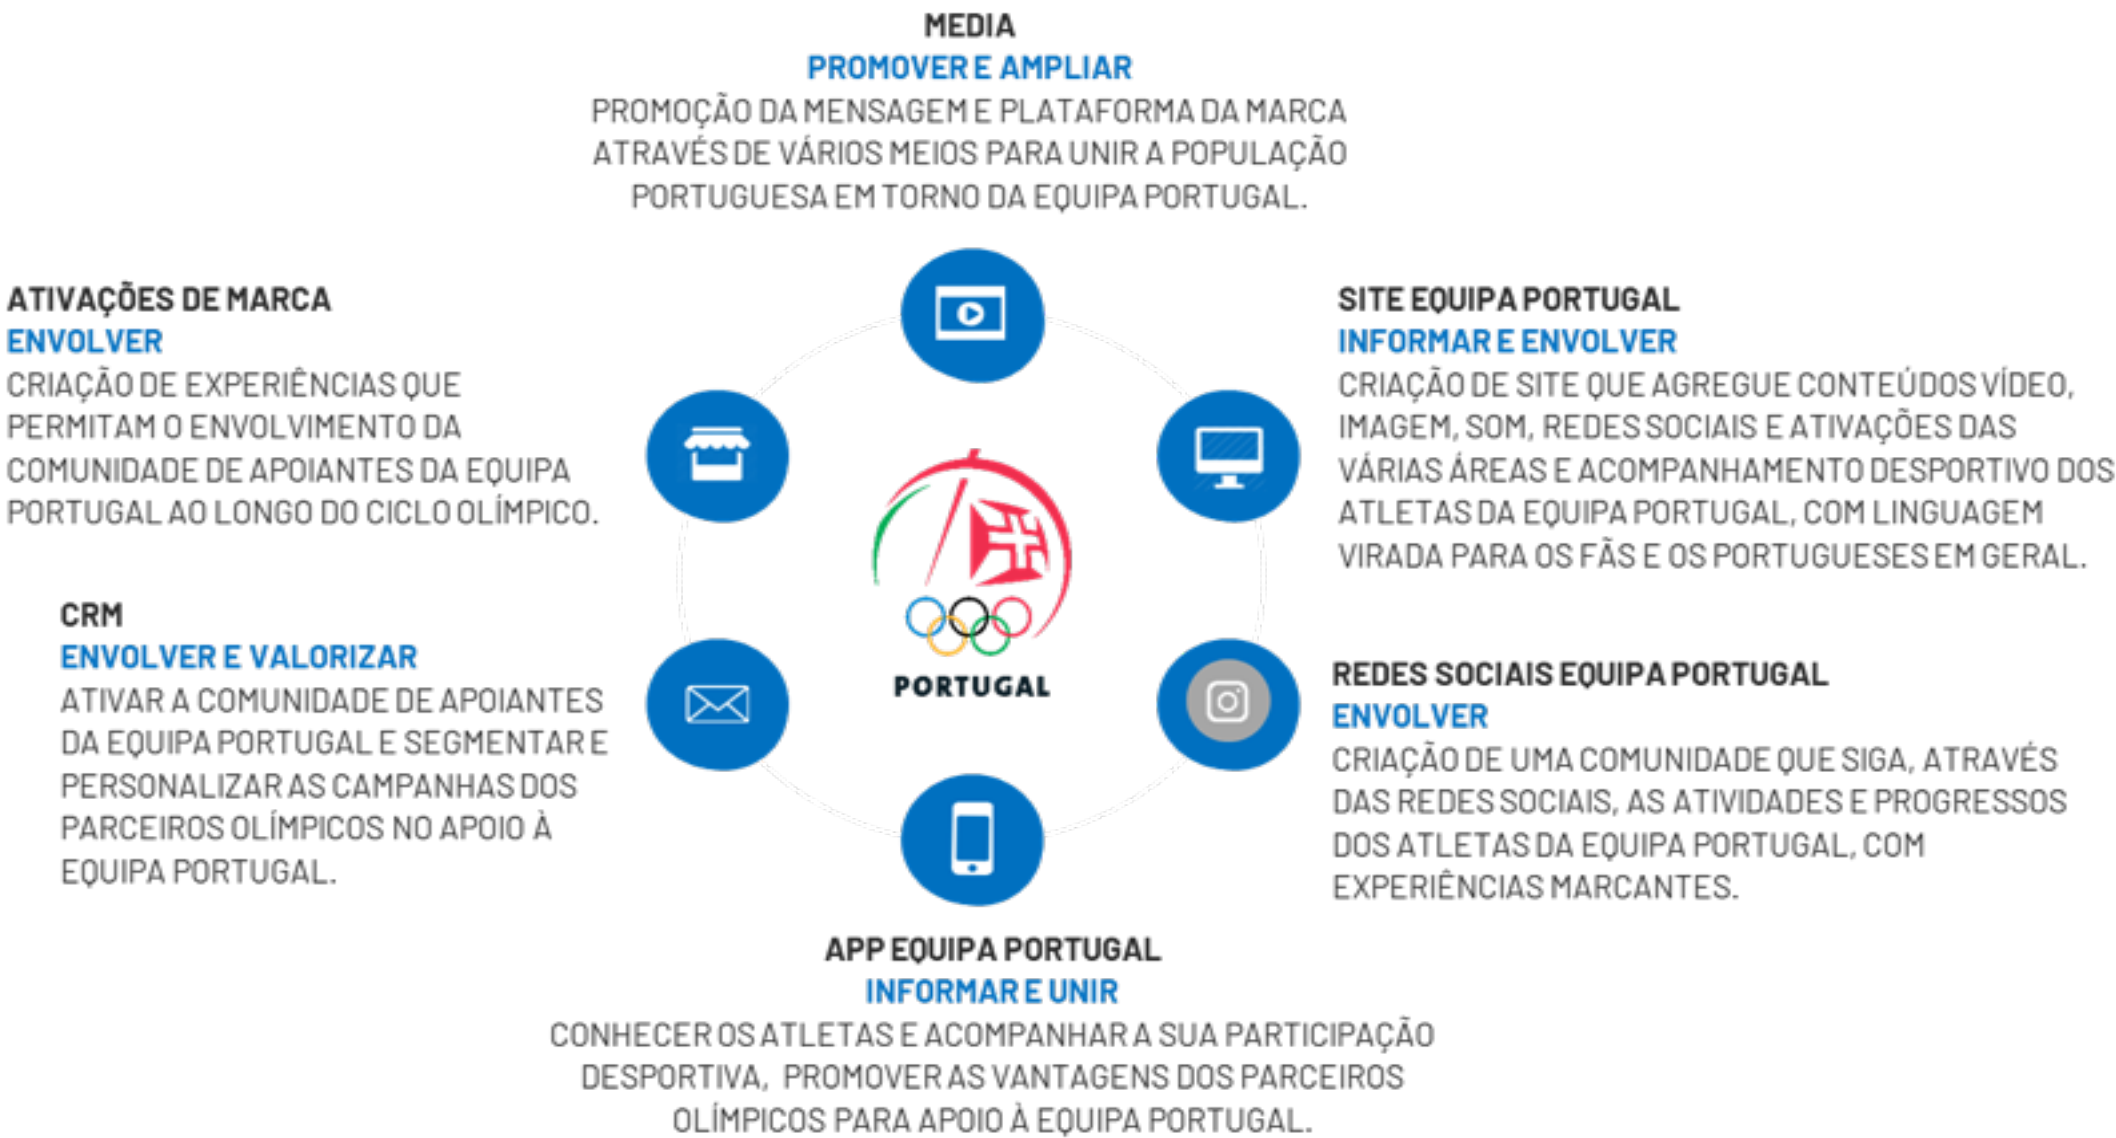 MEDIA
PROMOVER E AMPLIAR
PROMOÇÃO DA MENSAGEM E PLATAFORMA DA MARCA
ATRAVÉS DE VÁRIOS MEIOS PARA UNIR A POPULAÇÃO
PORTUGUESA EM TORNO DA EQUIPA PORTUGAL.
ATIVAÇÕES DE MARCA
ENVOLVER
CRIAÇÃO DE EXPERIÊNCIAS QUE
PERMITAM O ENVOLVIMENTO DA
COMUNIDADE DE APOIANTES DA EQUIPA
PORTUGAL AO LONGO DO CICLO OLÍMPICO.
SITE EQUIPA PORTUGAL
INFORMAR E ENVOLVER
CRIAÇÃO DE SITE QUE AGREGUE CONTEÚDOS VÍDEO,
IMAGEM, SOM, REDES SOCIAIS E ATIVAÇÕES DAS
VÁRIAS ÁREAS E ACOMPANHAMENTO DESPORTIVO DOS
ATLETAS DA EQUIPA PORTUGAL, COM LINGUAGEM
VIRADA PARA OS FÃS E OS PORTUGUESES EM GERAL.
CRM
ENVOLVER E VALORIZAR
ATIVAR A COMUNIDADE DE APOIANTES
DA EQUIPA PORTUGAL E SEGMENTAR E
PERSONALIZAR AS CAMPANHAS DOS
PARCEIROS OLÍMPICOS NO APOIO À
EQUIPA PORTUGAL.
PORTUGAL
REDES SOCIAIS EQUIPA PORTUGAL
ENVOLVER
CRIAÇÃO DE UMA COMUNIDADE QUE SIGA, ATRAVÉS
DAS REDES SOCIAIS, AS ATIVIDADES E PROGRESSOS
DOS ATLETAS DA EQUIPA PORTUGAL, COM
EXPERIÊNCIAS MARCANTES.
APP EQUIPA PORTUGAL
INFORMAR E UNIR
CONHECER OS ATLETAS E ACOMPANHAR A SUA PARTICIPAÇÃO
DESPORTIVA, PROMOVER AS VANTAGENS DOS PARCEIROS
OLÍMPICOS PARA APOIO À EQUIPA PORTUGAL.